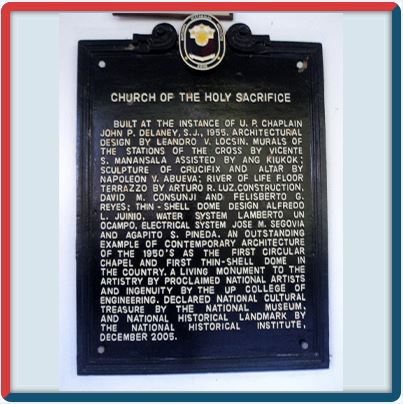 CHURCH OF THE HOLY SACRIFICE
BUILT AT THE INSTANCE OF U. P. CHAPLAIN
JOHN P. DELANEY, S.J., 1955. ARCHITECTURAL
DESIGN BY LEANDRO V. LOCSIN. MURALS OF
THE STATIONS OF THE CROSS BY VICENTE
S. MANANSALA ASSISTED BY ANG KIUKOK;
SCULPTURE OF CRUCIFIX AND ALTAR BY
NAPOLEON V. ABUEVA; RIVER OF LIFE FLOOR
TERRAZZO BY ARTURO R. LUZ. CONSTRUCTION,
DAVID M. CONSUNJI AND FELISBERTO G.
REYES; THIN-SHELL DOME DESIGN ALFREDO
L. JUINIO, WATER SYSTEM LAMBERTO UN
OCAMPO, ELECTRICAL SYSTEM JOSE M. SEGOVIA
AND AGAPITO S. PINEDA. AN OUTSTANDING
EXAMPLE OF CONTEMPORARY ARCHITECTURE
OF THE 1950'S AS THE FIRST CIRCULAR
CHAPEL AND FIRST THIN-SHELL DOME IN
THE COUNTRY. A LIVING MONUMENT TO THE
ARTISTRY BY PROCLAIMED NATIONAL ARTISTS
AND INGENUITY BY THE UP COLLEGE OF
ENGINEERING. DECLARED NATIONAL CULTURAL
TREASURE BY THE NATIONAL MUSEUM,
AND NATIONAL HISTORICAL LANDMARK BY
THE NATIONAL HISTORICAL INSTITUTE,
DECEMBER 2005.